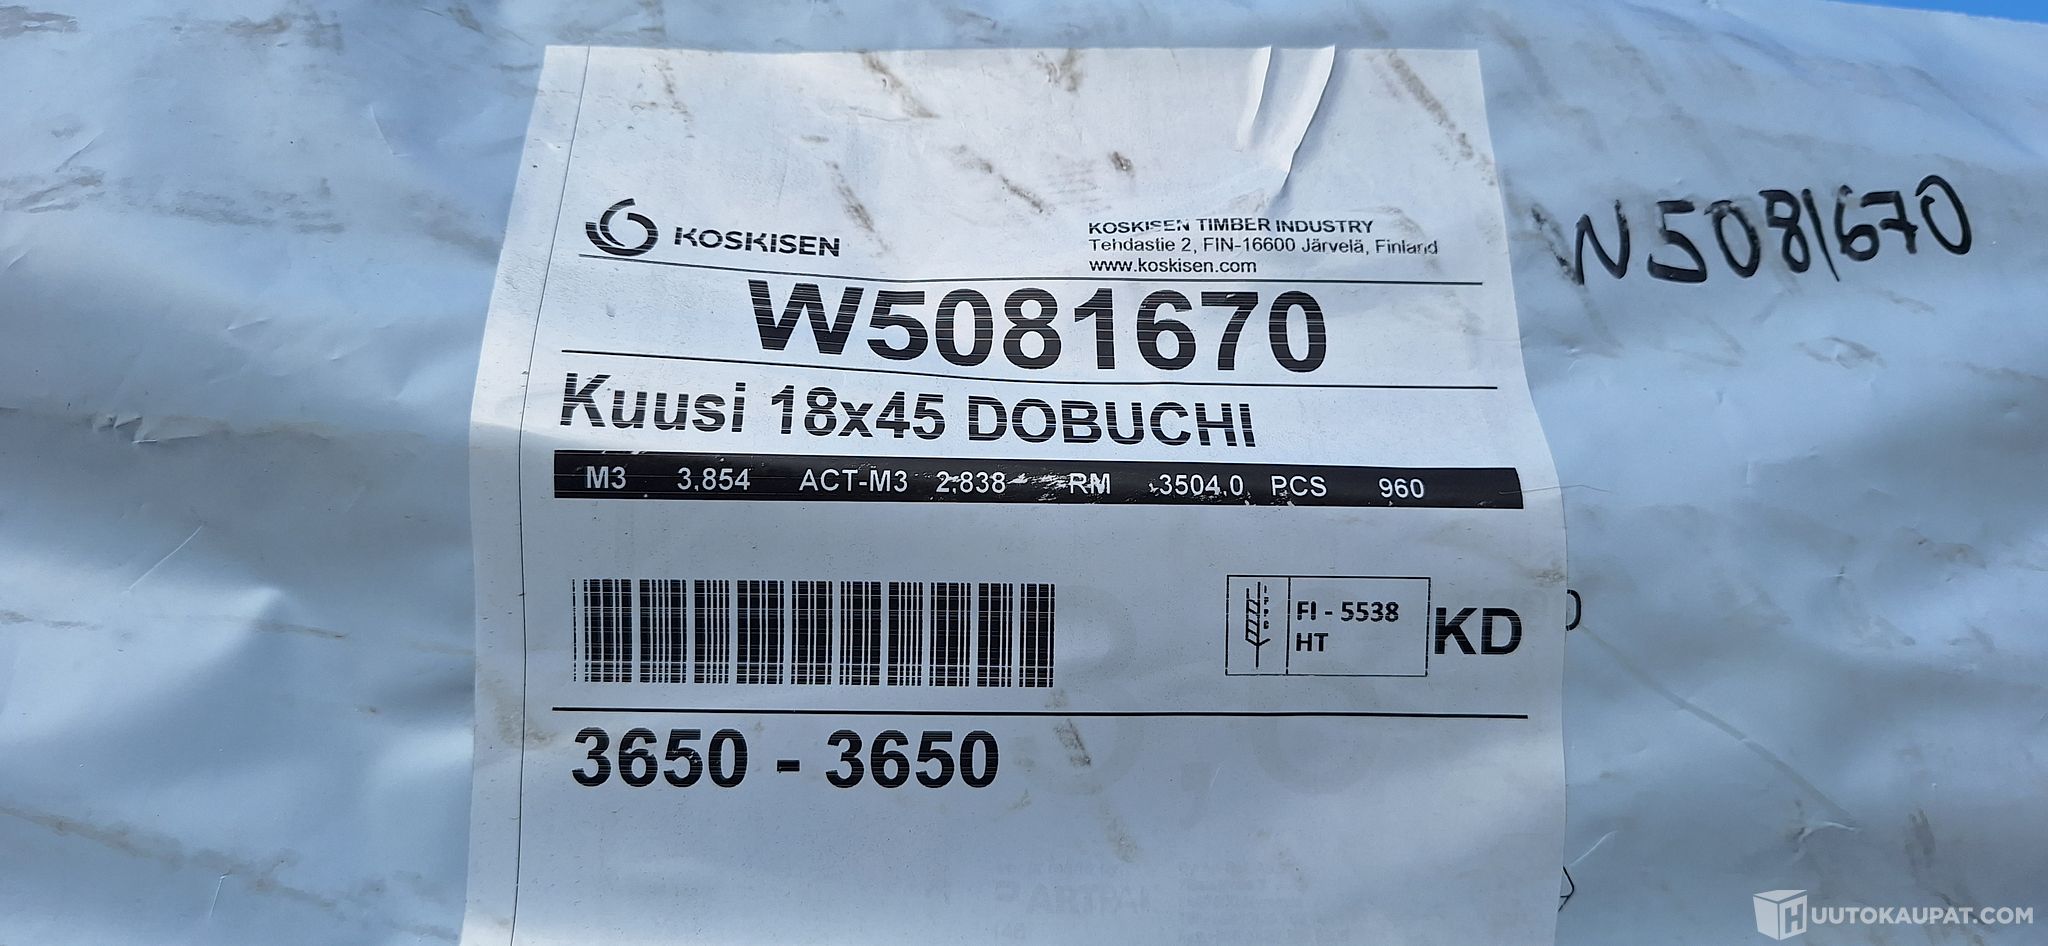 KOSKISEN
KOSKISEN TIMBER INDUSTRY
Tehdastie 2, FIN-16600 Järvelä, Finland
www.koskisen.com
W5081670
W5081670
Kuusi 18x45 DOBUCHI
M3 3,854 ACT-M3 2,838 RM 3504,0 PCS 960
IPPC
FI - 5538
HT
KD
3650 - 3650
HUUTOKAUPAT.COM